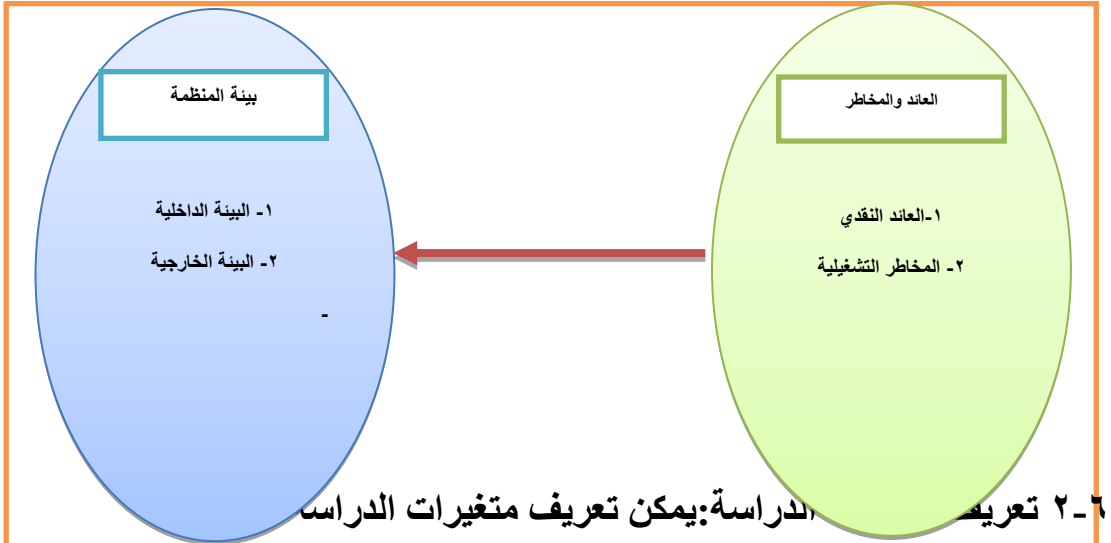 العائد والمخاطر
١-العائد النقدي
٢- المخاطر التشغيلية
بيئة المنظمة
١- البيئة الداخلية
٢- البيئة الخارجية
-
٢-٦ تعريف الدراسة:يمكن تعريف متغيرات